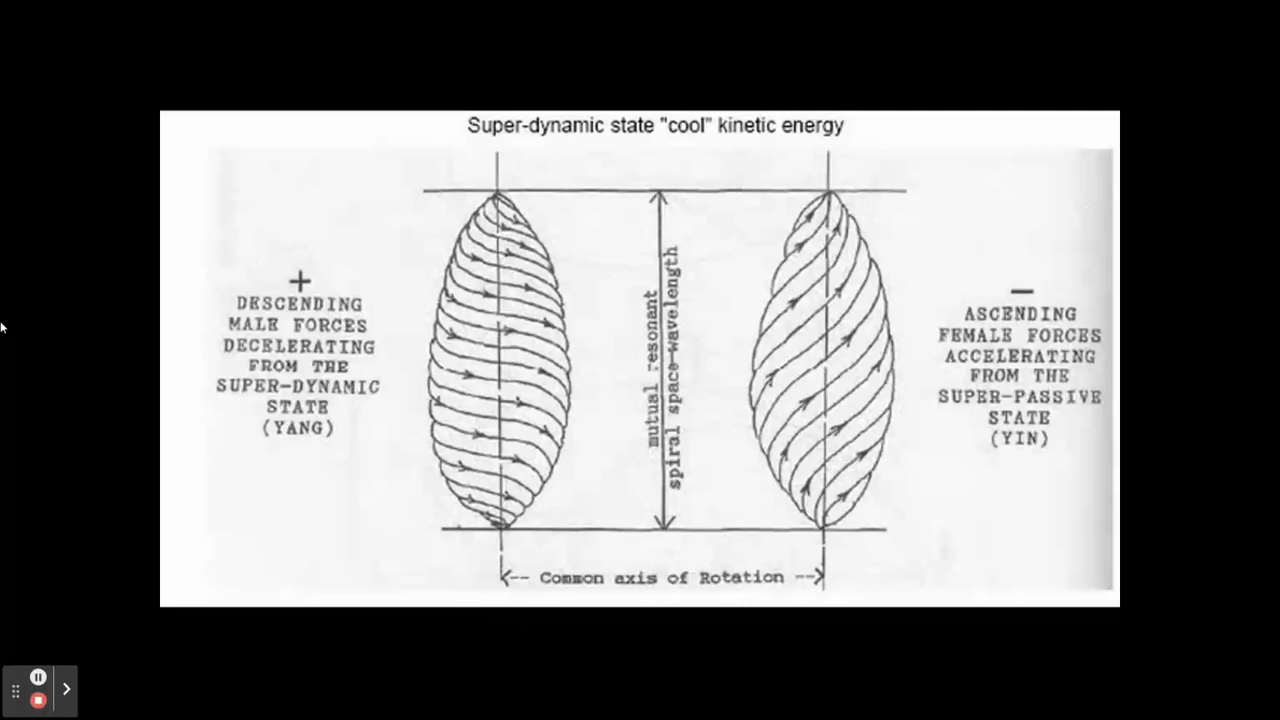 Super-dynamic state "cool" kinetic energy
+
DESCENDING
MALE FORCES
DECELERATING
FROM THE
SUPER-DYNAMIC
STATE
(YANG)
mutual resonant
spiral space-wavelength
−
ASCENDING
FEMALE FORCES
ACCELERATING
FROM THE
SUPER-PASSIVE
STATE
(YIN)
<-- Common axis of Rotation -->